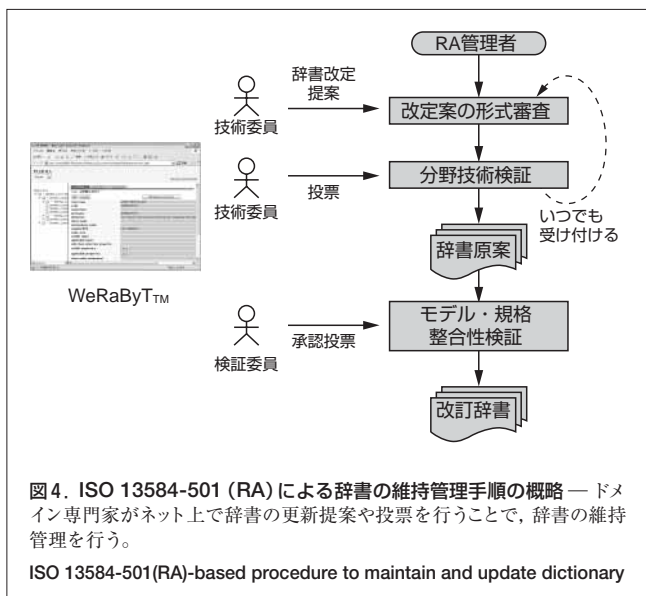 RA管理者
辞書改定
提案
技術委員
改定案の形式審査
投票
技術委員
分野技術検証
いつでも
受け付ける
辞書原案
WeRaByTTM
モデル・規格
整合性検証
承認投票
検証委員
改訂辞書
図4. ISO 13584-501 (RA) による辞書の維持管理手順の概略 — ドメ
イン専門家がネット上で辞書の更新提案や投票を行うことで, 辞書の維持
管理を行う。
ISO 13584-501(RA)-based procedure to maintain and update dictionary